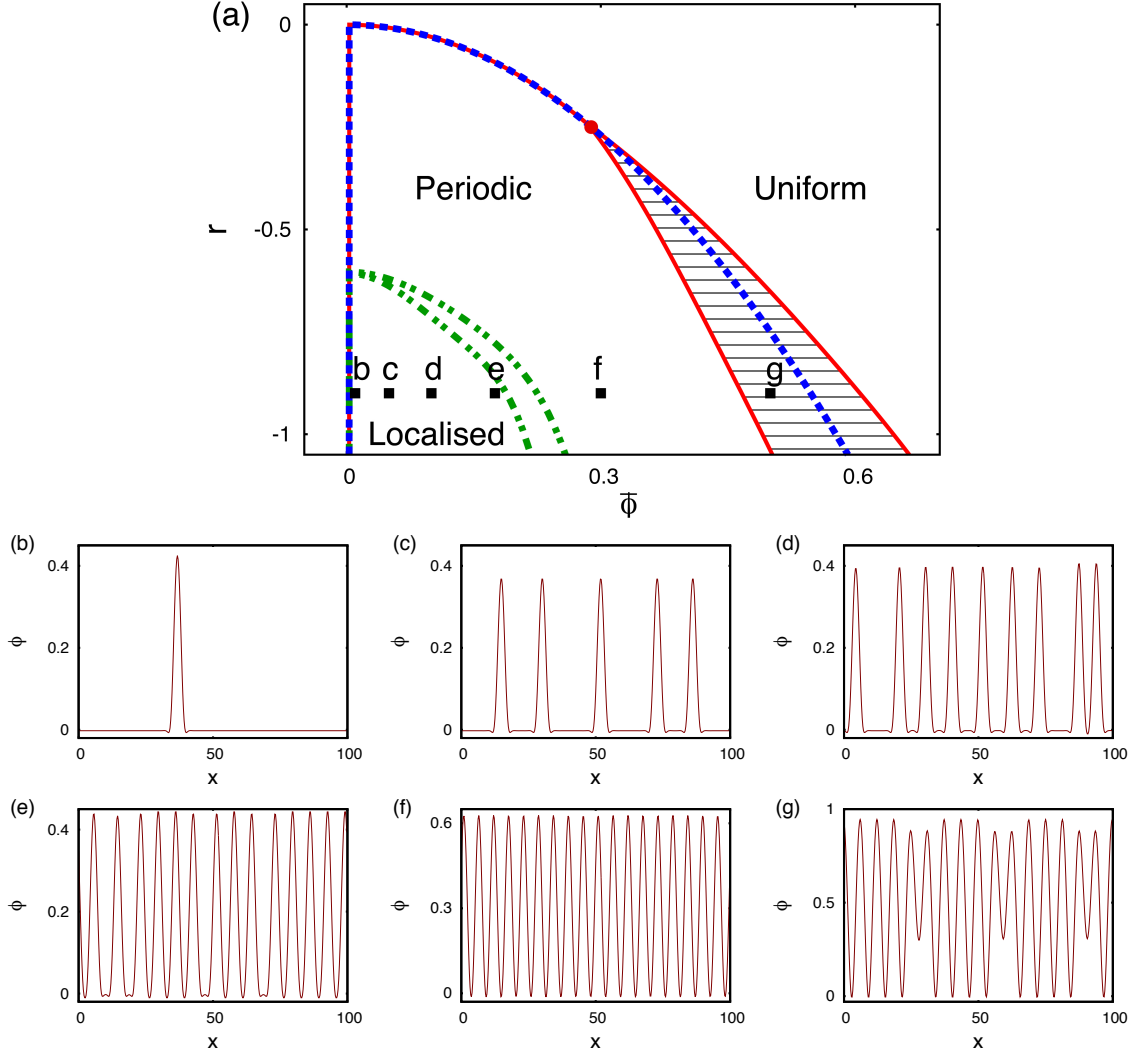 (a)
0
-0.5
-1
r
Periodic
Uniform
b c d e f g
Localised
0 0.3 0.6
ϕ̄
(b)
0.4
0.2
0
ϕ
0 50 100
x
(c)
0.4
0.2
0
ϕ
0 50 100
x
(d)
0.4
0.2
0
ϕ
0 50 100
x
(e)
0.4
0.2
0
ϕ
0 50 100
x
(f)
0.6
0.3
0
ϕ
0 50 100
x
(g)
1
0.5
0
ϕ
0 50 100
x